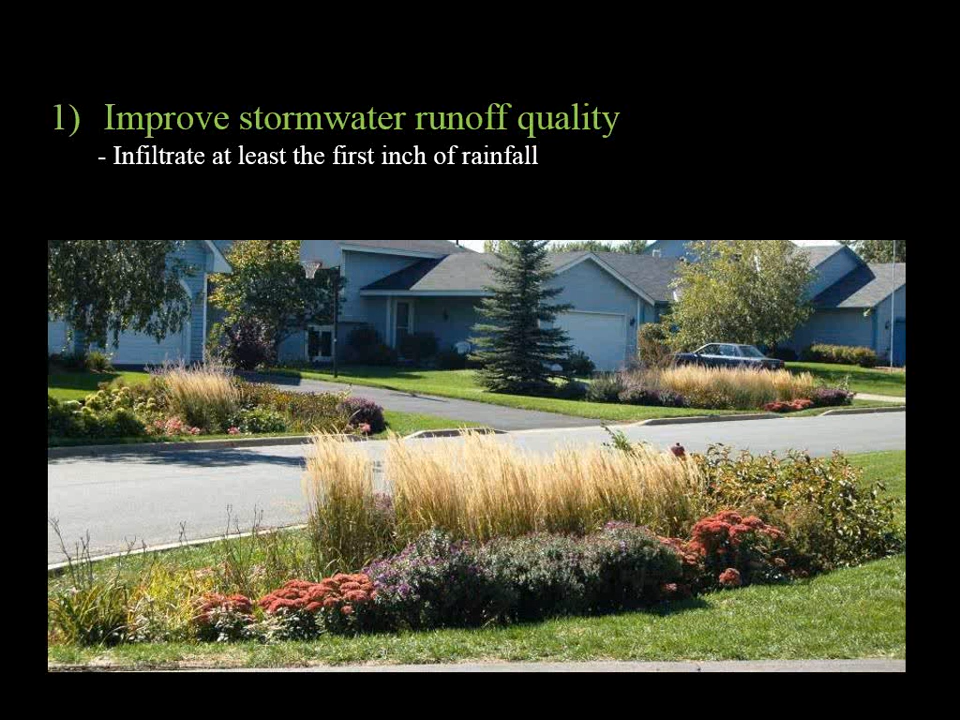 1) Improve stormwater runoff quality
- Infiltrate at least the first inch of rainfall